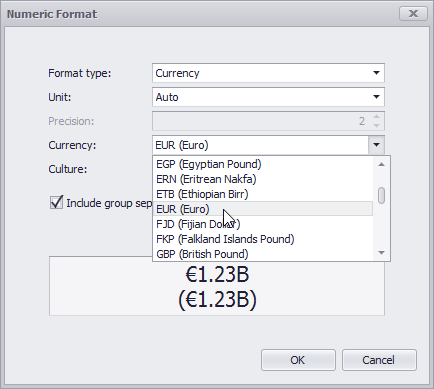 Numeric Format
Format type: Currency
Unit: Auto
Precision: 2
Currency: EUR (Euro)
Culture:
EGP (Egyptian Pound)
ERN (Eritrean Nakfa)
ETB (Ethiopian Birr)
EUR (Euro)
FJD (Fijian Dollar)
FKP (Falkland Islands Pound)
GBP (British Pound)
Include group sep
€1.23B
(€1.23B)
OK Cancel